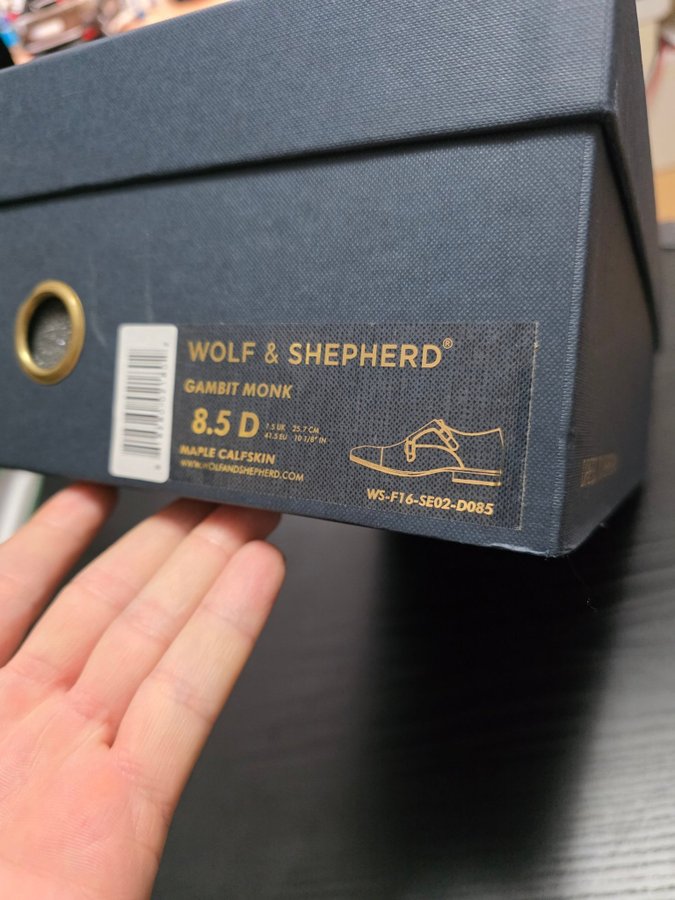 WOLF & SHEPHERD®
GAMBIT MONK
8.5 D
7.5 UK 25.7 CM
41.5 EU 10 1/8" IN
MAPLE CALFSKIN
WWW.WOLFANDSHEPHERD.COM
WS-F16-SE02-D085